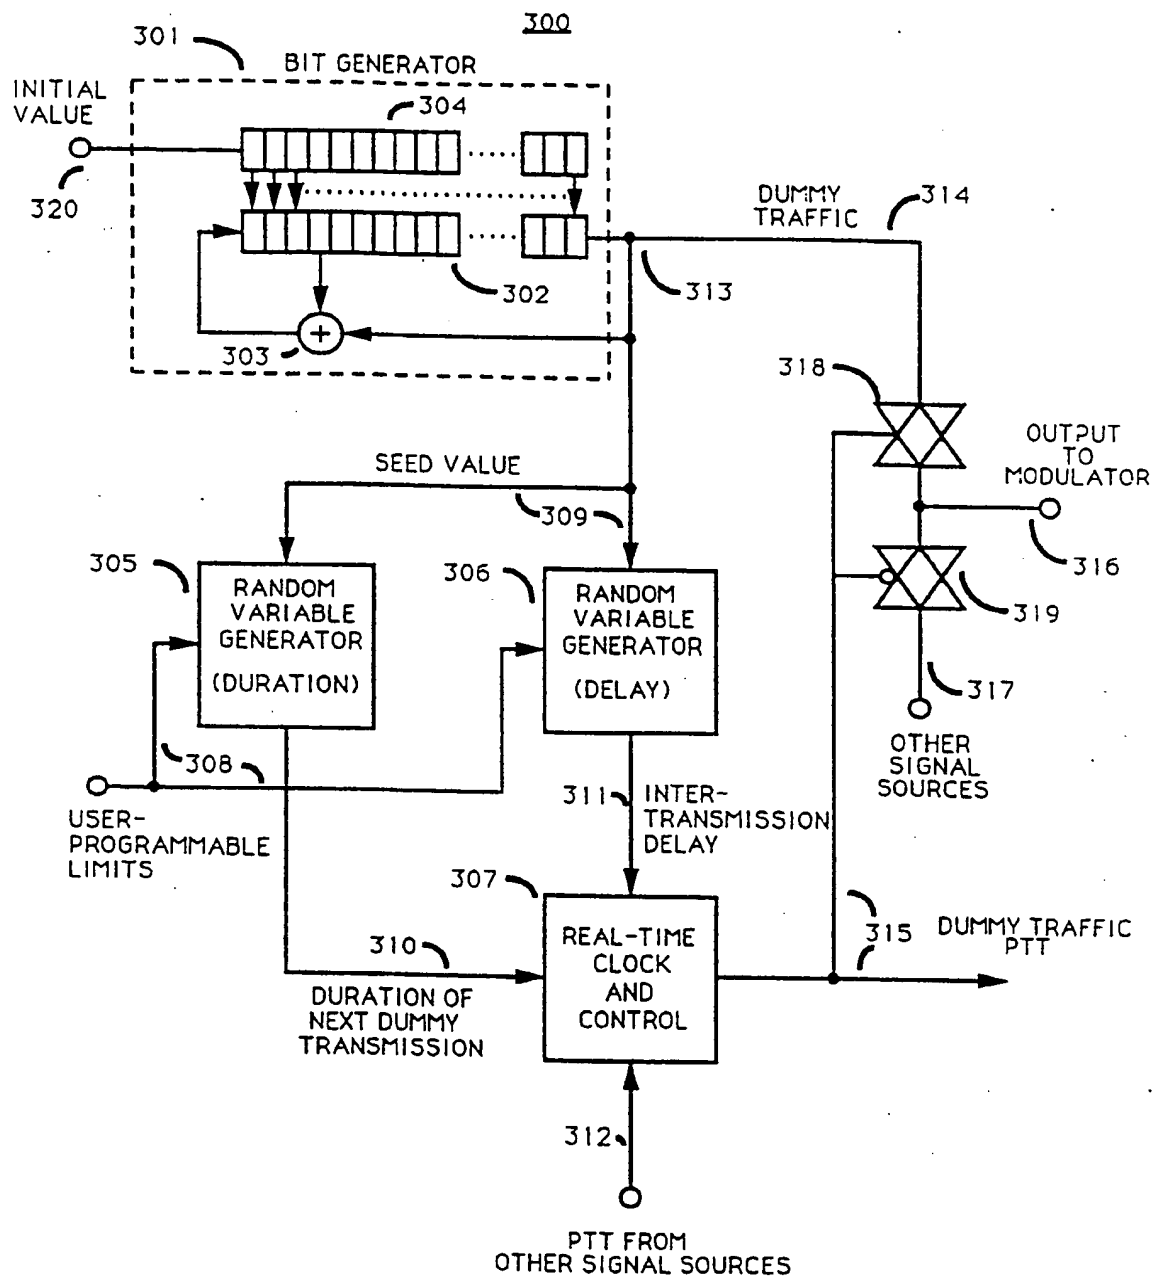 300
301
BIT GENERATOR
INITIAL
VALUE
304
320
302
303
+
313
DUMMY
TRAFFIC
314
318
OUTPUT
TO
MODULATOR
316
319
317
OTHER
SIGNAL
SOURCES
SEED VALUE
309
305
RANDOM
VARIABLE
GENERATOR
(DURATION)
306
RANDOM
VARIABLE
GENERATOR
(DELAY)
308
USER-
PROGRAMMABLE
LIMITS
311
INTER-
TRANSMISSION
DELAY
307
310
DURATION OF
NEXT DUMMY
TRANSMISSION
REAL-TIME
CLOCK
AND
CONTROL
315
DUMMY TRAFFIC
PTT
312
PTT FROM
OTHER SIGNAL SOURCES